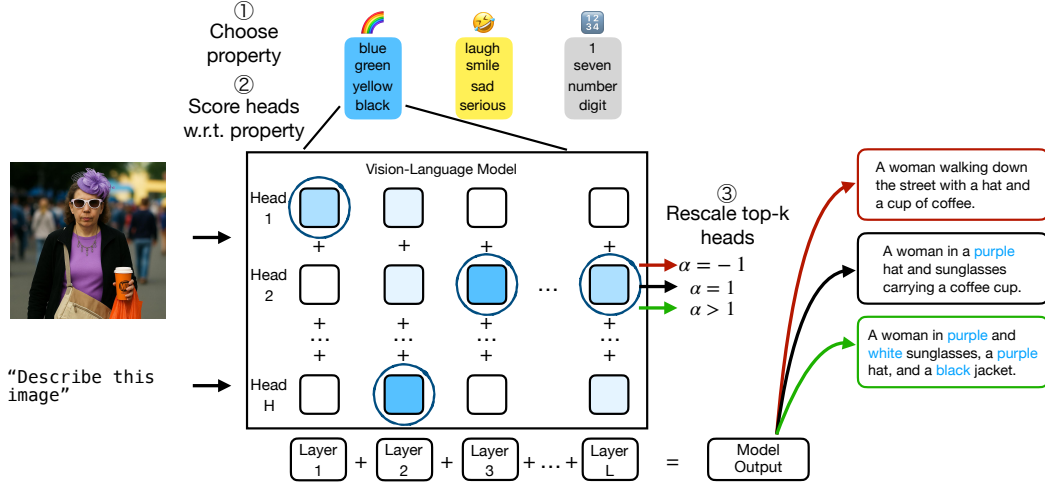 ①
Choose
property
②
Score heads
w.r.t. property
blue
green
yellow
black
laugh
smile
sad
serious
1
seven
number
digit
Vision-Language Model
Head
1
+ + + +
Head
2
...
+ + + +
... ... ... ...
+ + + +
Head
H
③
Rescale top-k
heads
α = − 1
α = 1
α > 1
“Describe this
image”
Layer
1
+
Layer
2
+
Layer
3
+ ... +
Layer
L
=
Model
Output
A woman walking down
the street with a hat and
a cup of coffee.
A woman in a purple
hat and sunglasses
carrying a coffee cup.
A woman in purple and
white sunglasses, a purple
hat, and a black jacket.